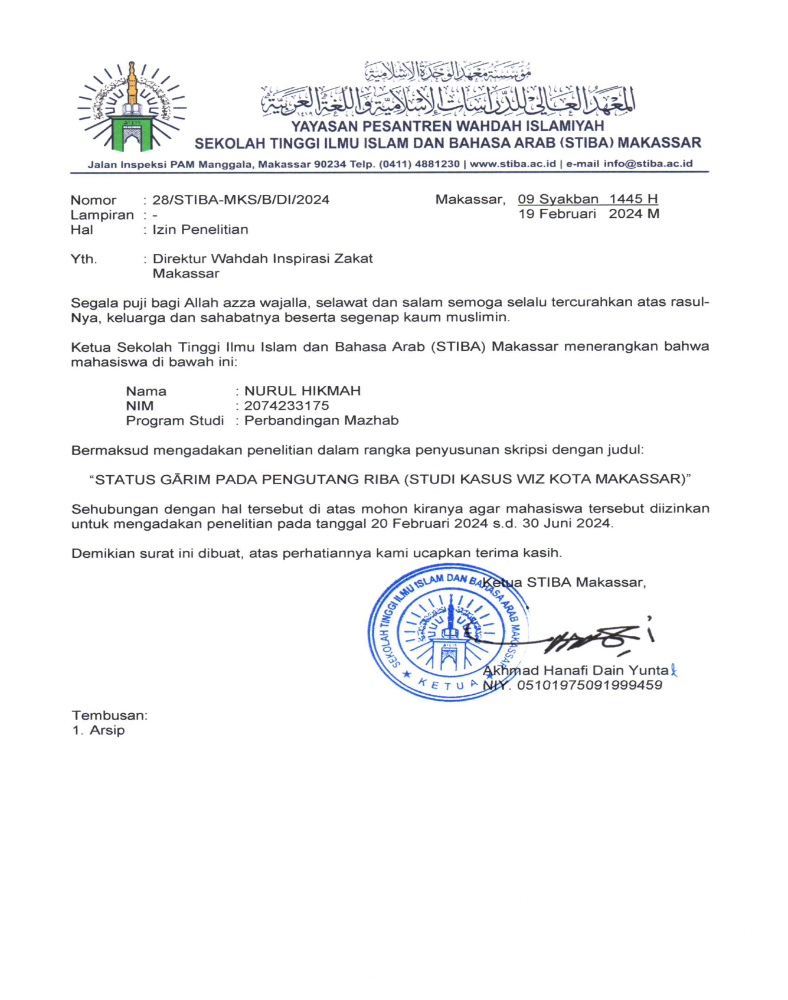 مؤسسة معهد الوحدة الإسلامية
المعهد العالي للدراسات الإسلامية واللغة العربية
١٤١٩
YAYASAN PESANTREN WAHDAH ISLAMIYAH
SEKOLAH TINGGI ILMU ISLAM DAN BAHASA ARAB (STIBA) MAKASSAR
Jalan Inspeksi PAM Manggala, Makassar 90234 Telp. (0411) 4881230 | www.stiba.ac.id | e-mail info@stiba.ac.id
Nomor : 28/STIBA-MKS/B/DI/2024 Makassar, 09 Syakban 1445 H
Lampiran : - 19 Februari 2024 M
Hal : Izin Penelitian
Yth. : Direktur Wahdah Inspirasi Zakat
Makassar
Segala puji bagi Allah azza wajalla, selawat dan salam semoga selalu tercurahkan atas rasul-
Nya, keluarga dan sahabatnya beserta segenap kaum muslimin.
Ketua Sekolah Tinggi Ilmu Islam dan Bahasa Arab (STIBA) Makassar menerangkan bahwa
mahasiswa di bawah ini:
Nama : NURUL HIKMAH
NIM : 2074233175
Program Studi : Perbandingan Mazhab
Bermaksud mengadakan penelitian dalam rangka penyusunan skripsi dengan judul:
“STATUS GĀRIM PADA PENGUTANG RIBA (STUDI KASUS WIZ KOTA MAKASSAR)”
Sehubungan dengan hal tersebut di atas mohon kiranya agar mahasiswa tersebut diizinkan
untuk mengadakan penelitian pada tanggal 20 Februari 2024 s.d. 30 Juni 2024.
Demikian surat ini dibuat, atas perhatiannya kami ucapkan terima kasih.
Ketua STIBA Makassar,
SEKOLAH TINGGI ILMU ISLAM DAN BAHASA ARAB MAKASSAR
KETUA
Akhmad Hanafi Dain Yunta
NIY. 05101975091999459
Tembusan:
1. Arsip